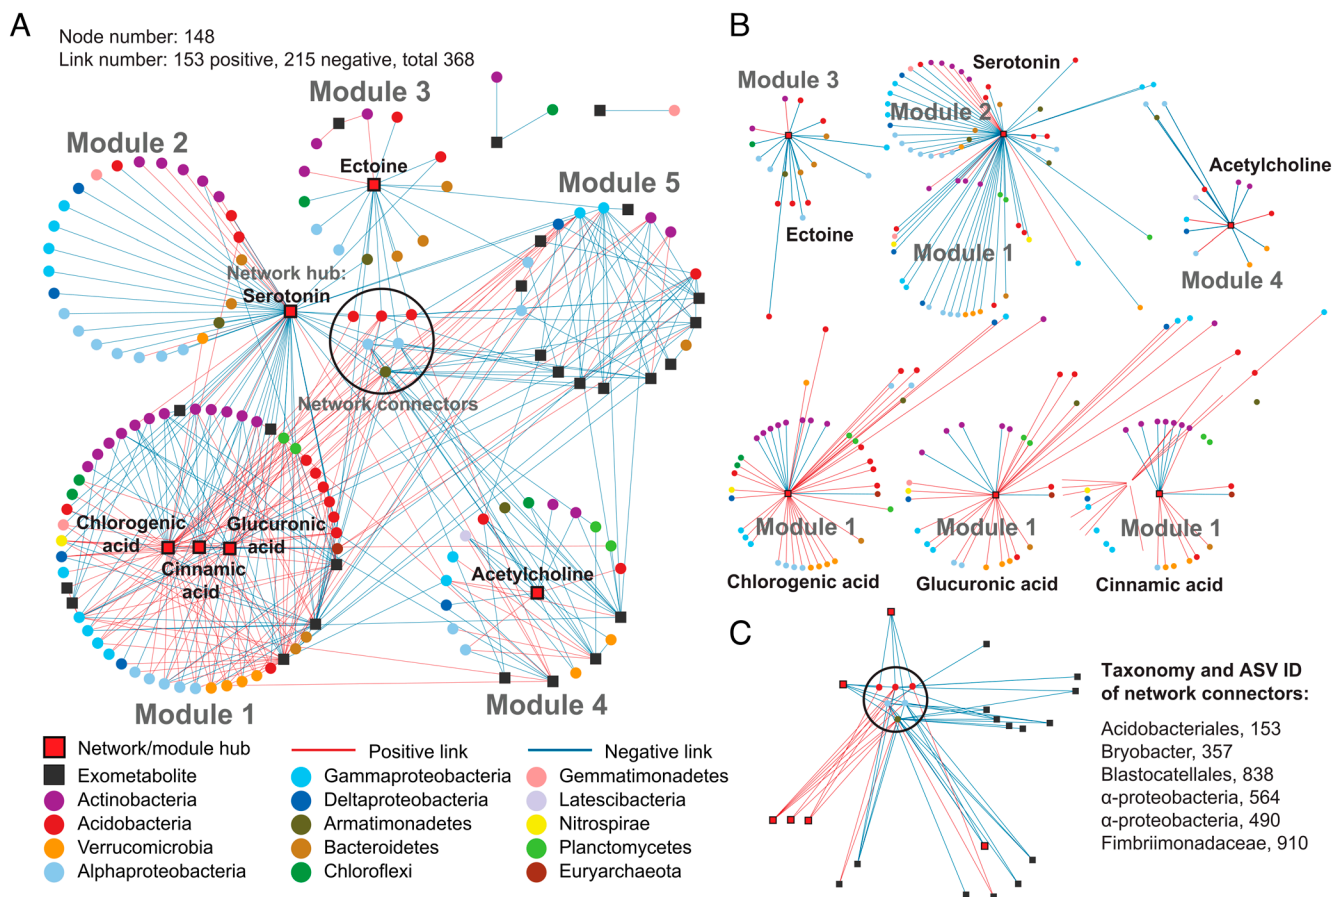 A
Node number: 148
Link number: 153 positive, 215 negative, total 368
Module 3
Module 2
Ectoine
Module 5
Network hub:
Serotonin
Network connectors
Chlorogenic
acid
Glucuronic
acid
Cinnamic
acid
Acetylcholine
Module 1
Module 4
Network/module hub
Positive link
Negative link
Exometabolite
Gammaproteobacteria
Gemmatimonadetes
Actinobacteria
Deltaproteobacteria
Latescibacteria
Acidobacteria
Armatimonadetes
Nitrospirae
Verrucomicrobia
Bacteroidetes
Planctomycetes
Alphaproteobacteria
Chloroflexi
Euryarchaeota
B
Serotonin
Module 3
Module 2
Acetylcholine
Ectoine
Module 1
Module 4
Module 1
Module 1
Module 1
Chlorogenic acid
Glucuronic acid
Cinnamic acid
C
Taxonomy and ASV ID
of network connectors:
Acidobacteriales, 153
Bryobacter, 357
Blastocatellales, 838
α-proteobacteria, 564
α-proteobacteria, 490
Fimbriimonadaceae, 910